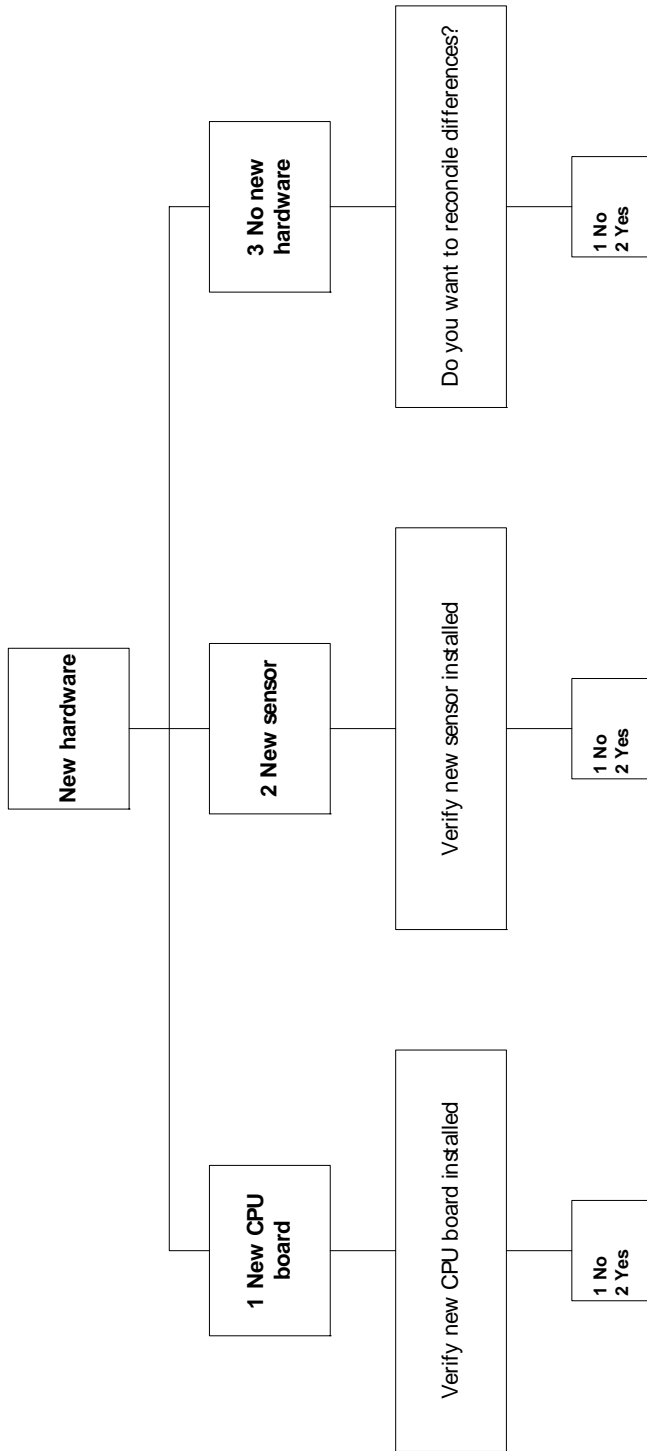 New hardware
1 New CPU
board
2 New sensor
3 No new
hardware
Verify new CPU board installed
Verify new sensor installed
Do you want to reconcile differences?
1 No
2 Yes
1 No
2 Yes
1 No
2 Yes